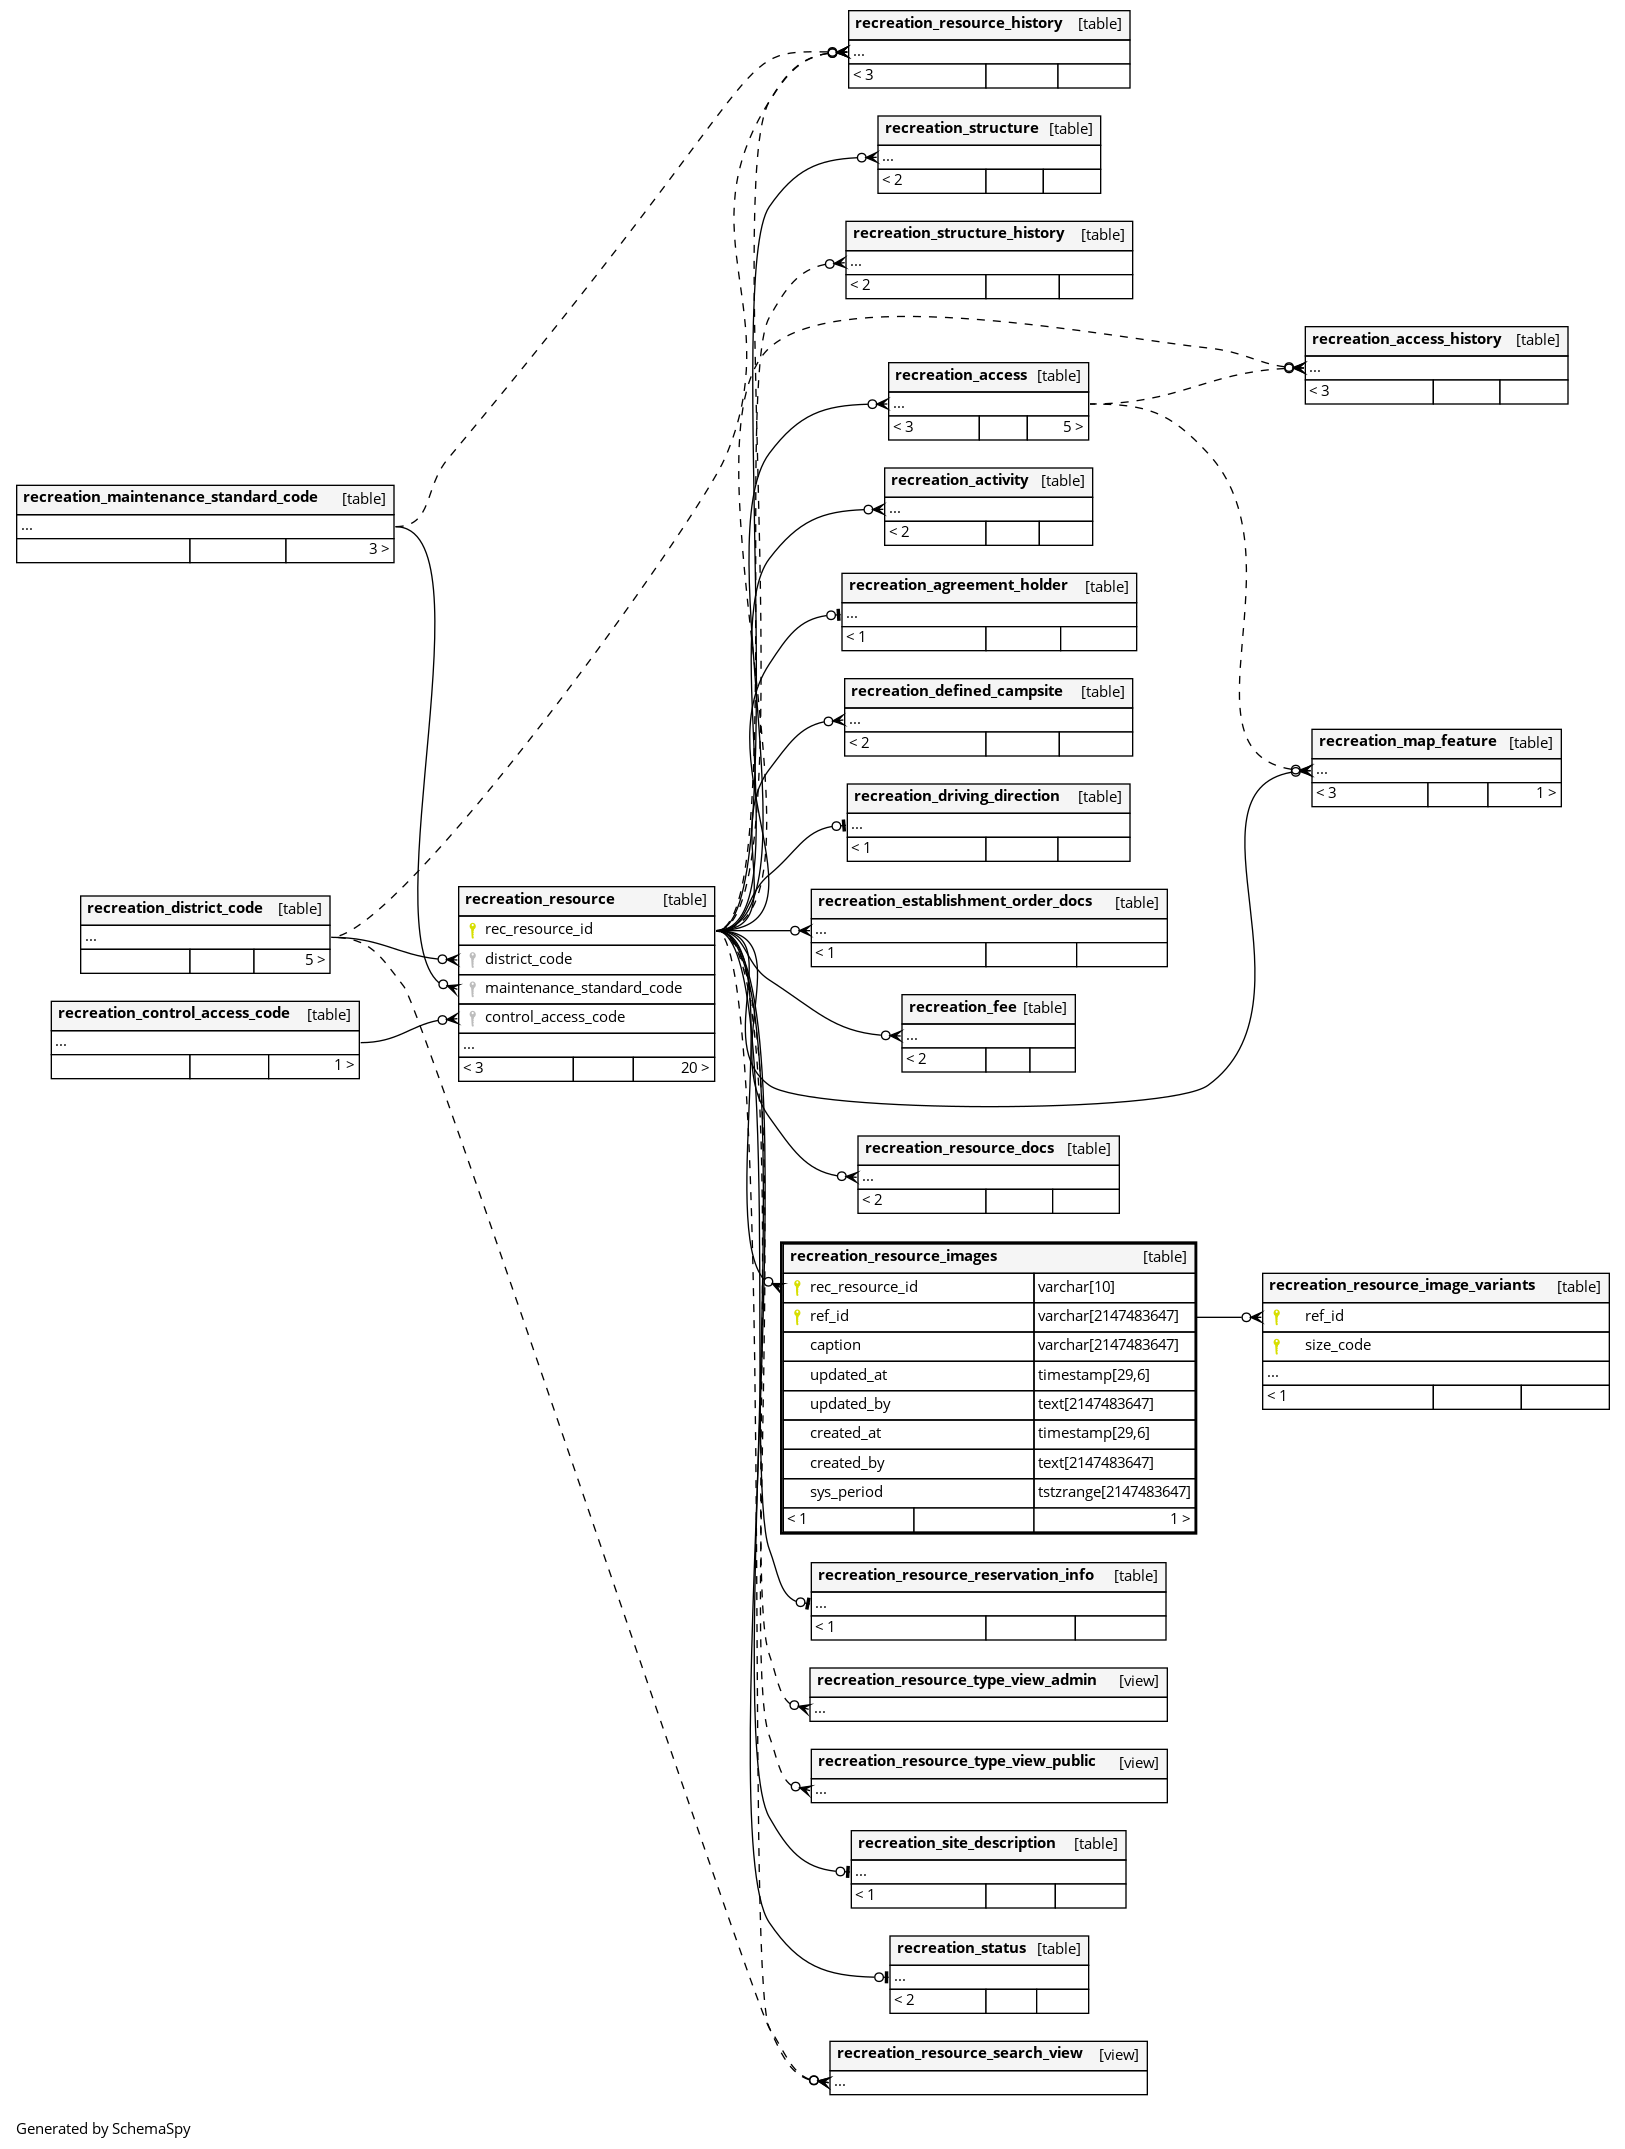 recreation_resource_history [table]
...
< 3
recreation_structure [table]
...
< 2
recreation_structure_history [table]
...
< 2
recreation_access_history [table]
...
< 3
recreation_access [table]
...
< 3 5 >
recreation_activity [table]
...
< 2
recreation_maintenance_standard_code [table]
...
3 >
recreation_agreement_holder [table]
...
< 1
recreation_defined_campsite [table]
...
< 2
recreation_map_feature [table]
...
< 3 1 >
recreation_driving_direction [table]
...
< 1
recreation_district_code [table]
...
5 >
recreation_control_access_code [table]
...
1 >
recreation_resource [table]
rec_resource_id
district_code
maintenance_standard_code
control_access_code
...
< 3 20 >
recreation_establishment_order_docs [table]
...
< 1
recreation_fee [table]
...
< 2
recreation_resource_docs [table]
...
< 2
recreation_resource_images [table]
rec_resource_id varchar[10]
ref_id varchar[2147483647]
caption varchar[2147483647]
updated_at timestamp[29,6]
updated_by text[2147483647]
created_at timestamp[29,6]
created_by text[2147483647]
sys_period tstzrange[2147483647]
< 1 1 >
recreation_resource_image_variants [table]
ref_id
size_code
...
< 1
recreation_resource_reservation_info [table]
...
< 1
recreation_resource_type_view_admin [view]
...
recreation_resource_type_view_public [view]
...
recreation_site_description [table]
...
< 1
recreation_status [table]
...
< 2
recreation_resource_search_view [view]
...
Generated by SchemaSpy